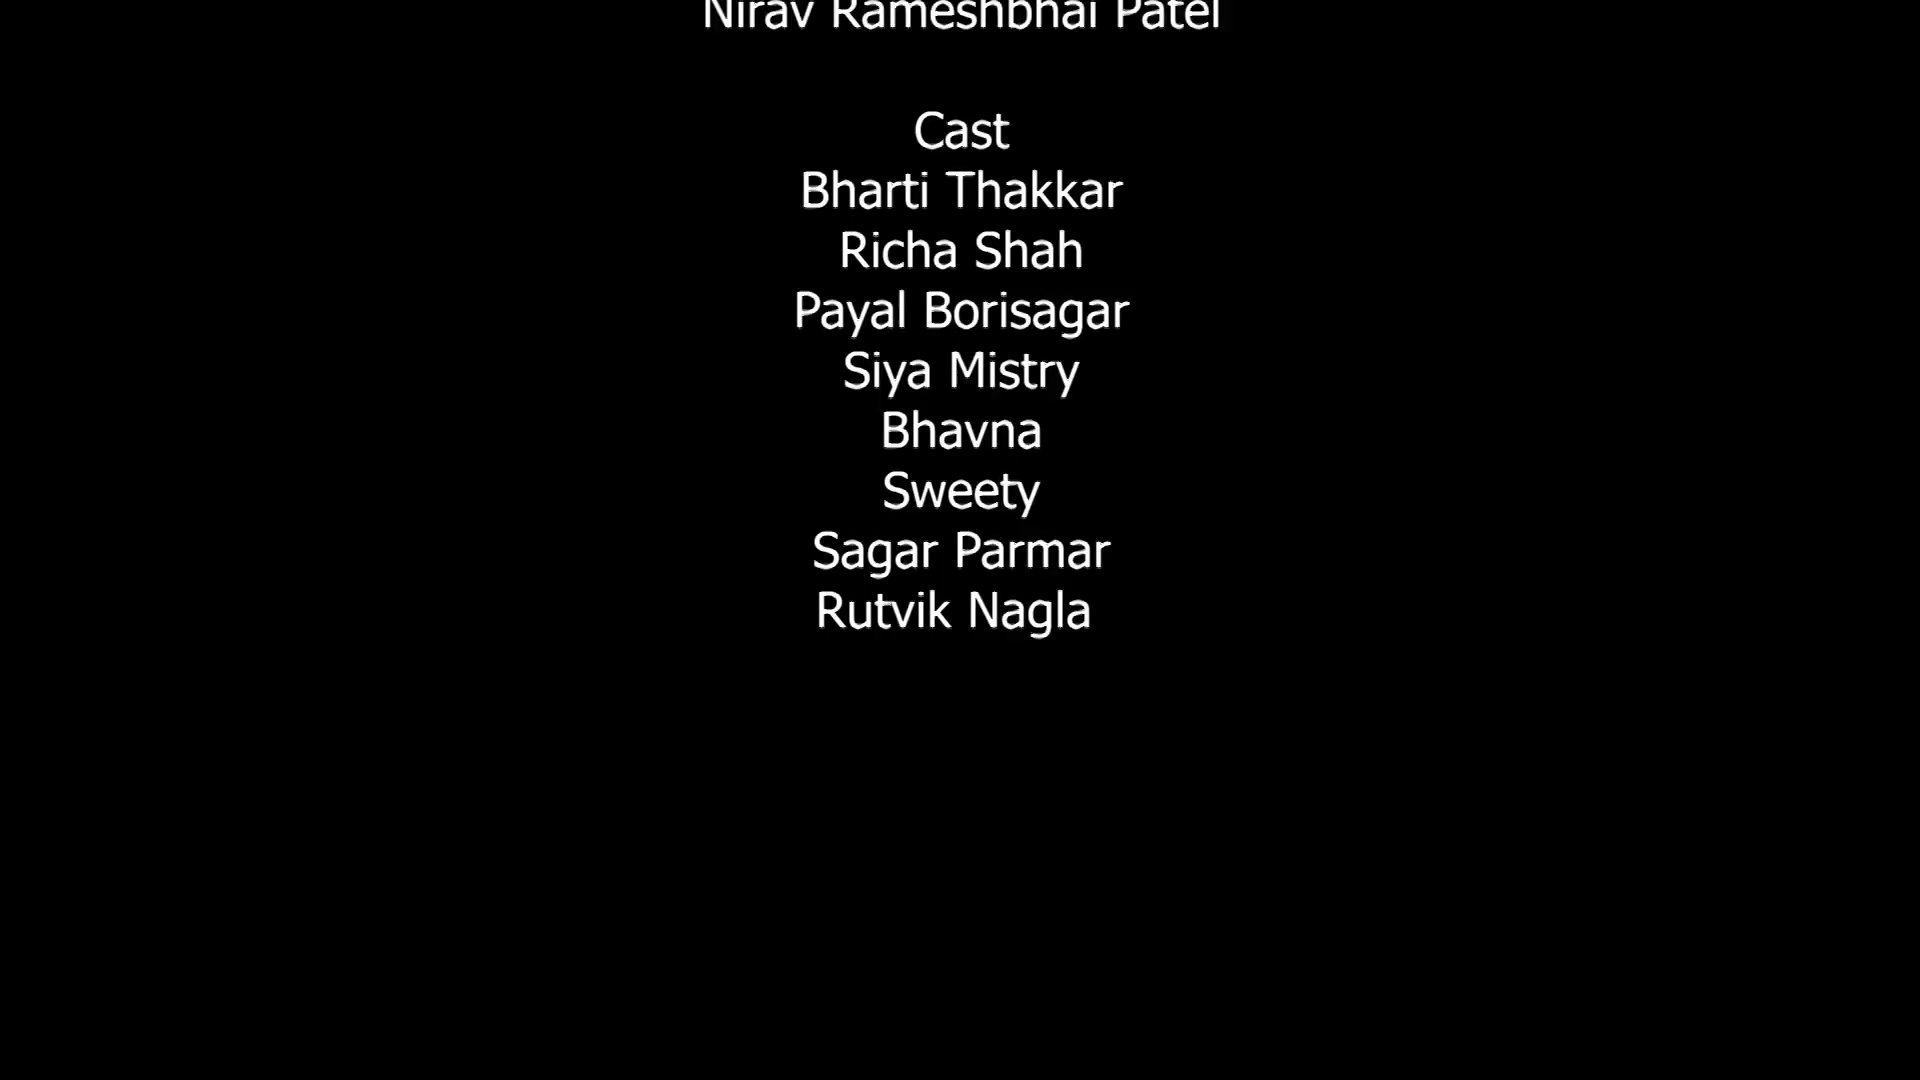 Nirav Rameshbhai Patel
Cast
Bharti Thakkar
Richa Shah
Payal Borisagar
Siya Mistry
Bhavna
Sweety
Sagar Parmar
Rutvik Nagla